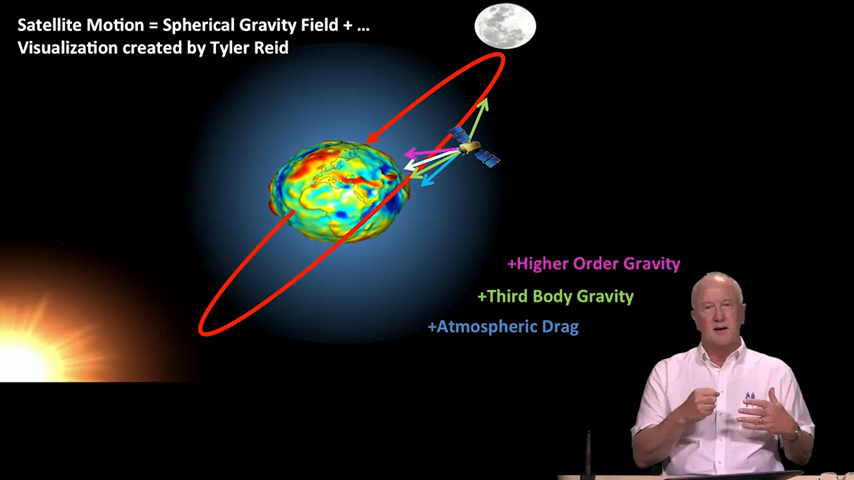 Satellite Motion = Spherical Gravity Field + ...
Visualization created by Tyler Reid
+Higher Order Gravity
+Third Body Gravity
+Atmospheric Drag